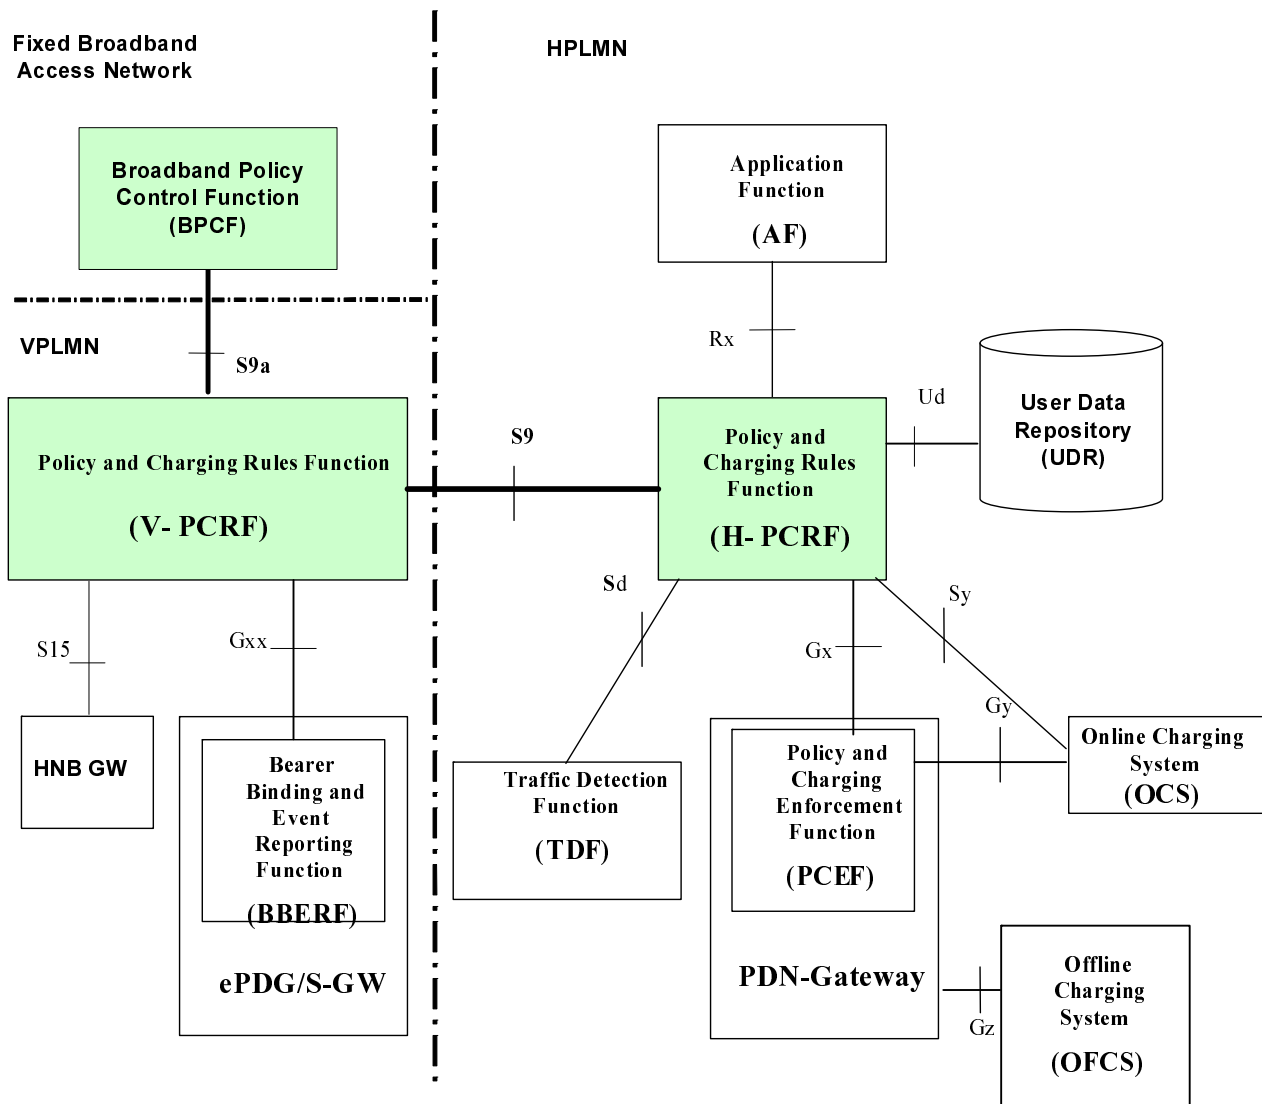 Fixed Broadband
Access Network
HPLMN
Broadband Policy
Control Function
(BPCF)
Application
Function
(AF)
VPLMN
S9a
Rx
Ud
User Data
Repository
(UDR)
Policy and Charging Rules Function
(V- PCRF)
S9
Policy and
Charging Rules
Function
(H- PCRF)
S15
Gxx
Sd
Gx
Sy
Gy
HNB GW
Bearer
Binding and
Event
Reporting
Function
(BBERF)
ePDG/S-GW
Traffic Detection
Function
(TDF)
Policy and
Charging
Enforcement
Function
(PCEF)
PDN-Gateway
Online Charging
System
(OCS)
Gz
Offline
Charging
System
(OFCS)